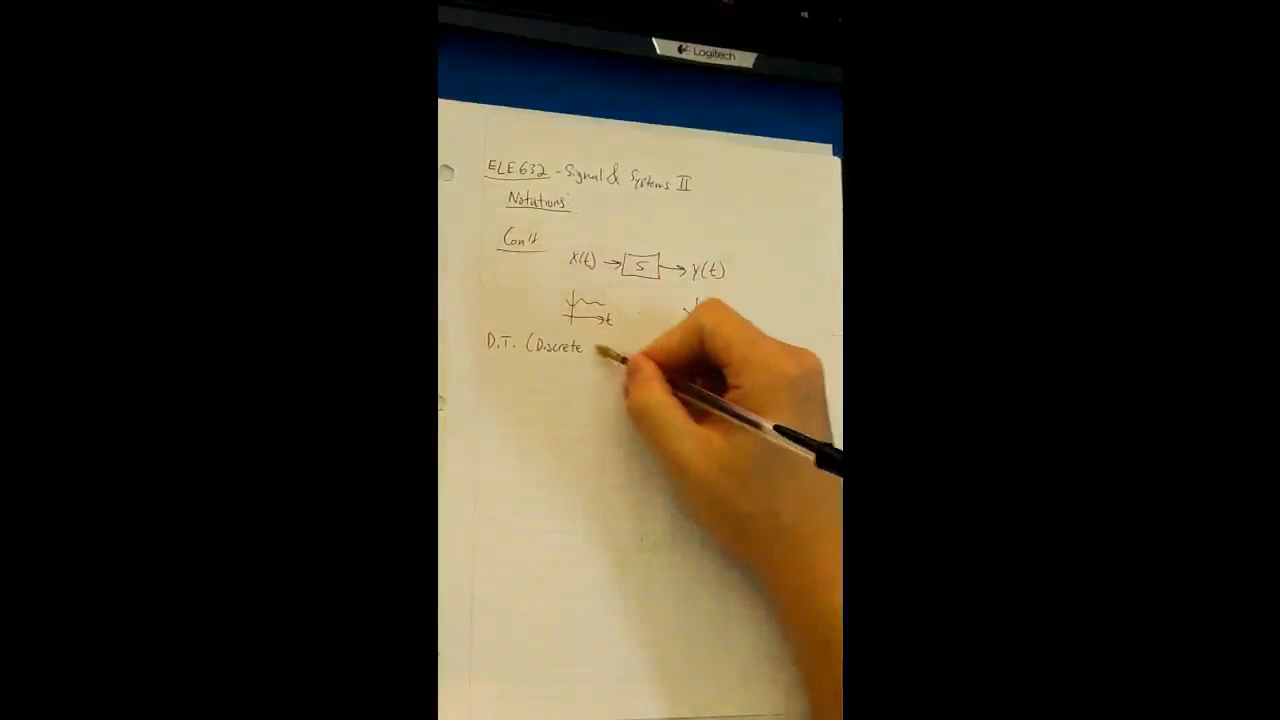 Logitech
ELE632 - Signal & Systems II
Notations
Con't
X(t) → S → Y(t)
t
D.T. (Discrete